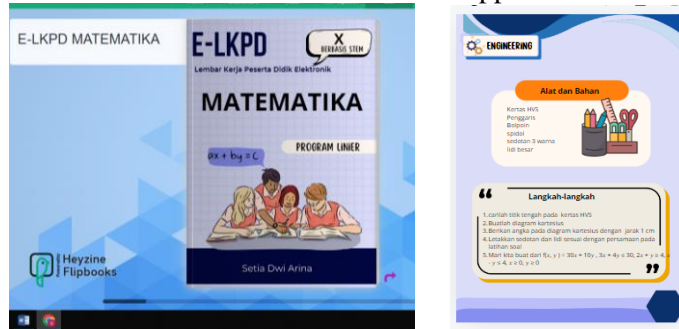 E-LKPD MATEMATIKA
E-LKPD
X
BERBASIS STEM
Lembar Kerja Peserta Didik Elektronik
MATEMATIKA
PROGRAM LINIER
ax + by = c
Heyzine
Flipbooks
Setia Dwi Arina
ENGINEERING
Alat dan Bahan
Kertas HVS
Penggaris
Bolpoin
spidol
sedotan 3 warna
lidi besar
Langkah-langkah
1. carilah titik tengah pada kertas HVS
2. Buatlah diagram kartesius
3. Berikan angka pada diagram kartesius dengan jarak 1 cm
4. Letakkan sedotan dan lidi sesuai dengan persamaan pada
latihan soal
5. Mari kita buat dari f(x, y) = 30x + 10y , 3x + 4y ≤ 30, 2x + y ≥ 4, x
- y ≤ 4, x ≥ 0, y ≥ 0